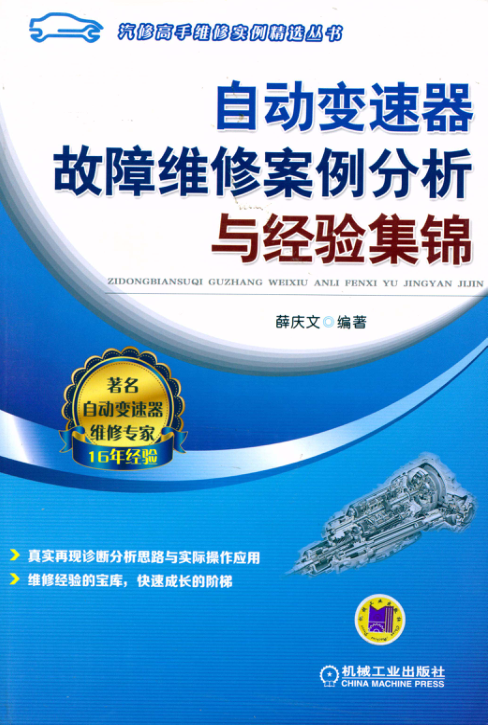 汽修高手维修实例精选丛书
自动变速器
故障维修案例分析
与经验集锦
ZIDONGBIANSUQI GUZHANG WEIXIU ANLI FENXI YU JINGYAN JIJIN
薛庆文◎编著
著名
自动变速器
维修专家
16年经验
真实再现诊断分析思路与实际操作应用
维修经验的宝库，快速成长的阶梯
机械工业出版社
CHINA MACHINE PRESS